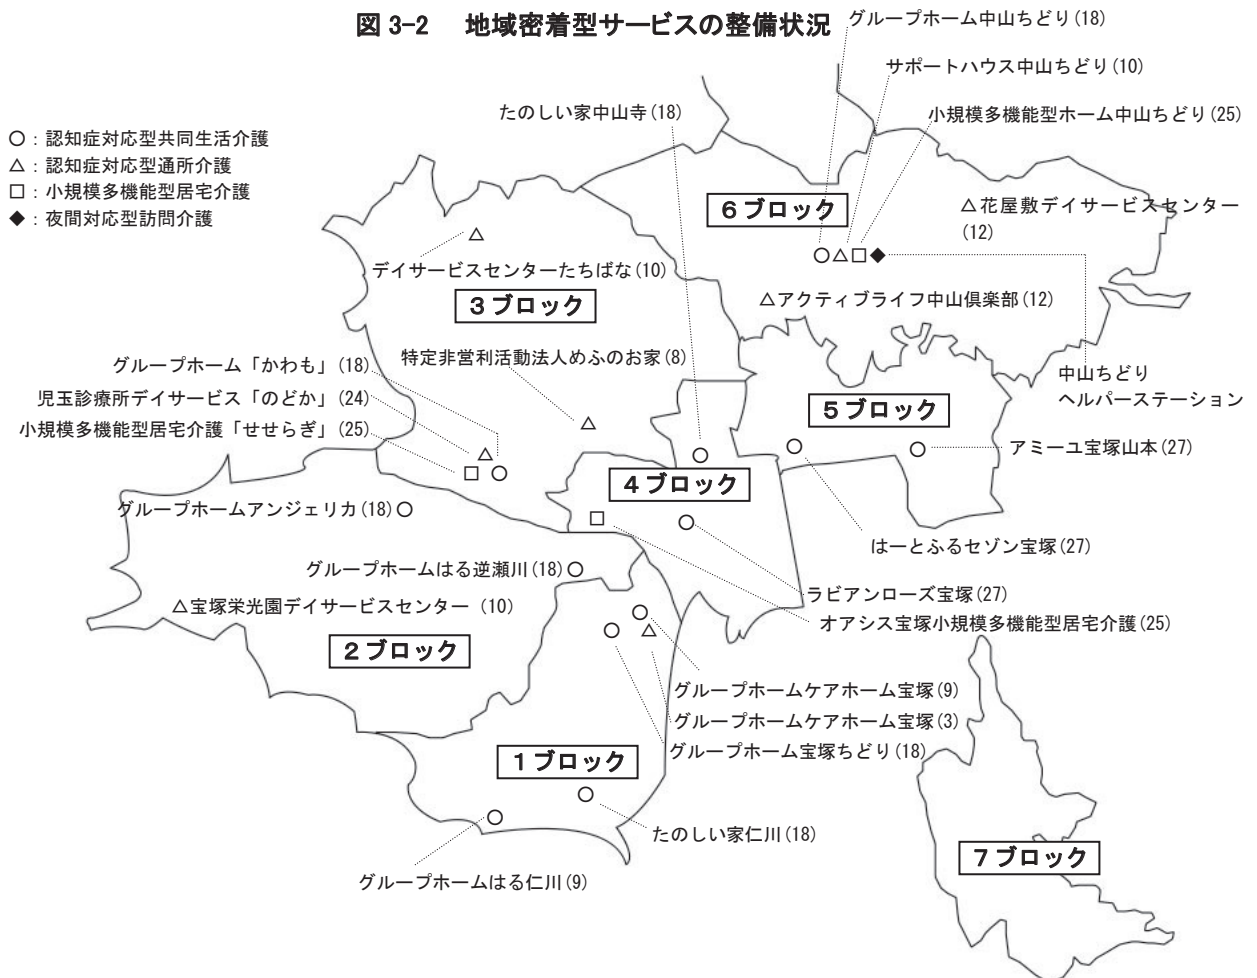 図 3-2 地域密着型サービスの整備状況
グループホーム中山ちどり(18)
サポートハウス中山ちどり(10)
たのしい家中山寺(18)
小規模多機能型ホーム中山ちどり(25)
○：認知症対応型共同生活介護
△：認知症対応型通所介護
□：小規模多機能型居宅介護
◆：夜間対応型訪問介護
6ブロック
△花屋敷デイサービスセンター
(12)
デイサービスセンターたちばな(10)
3ブロック
△アクティブライフ中山倶楽部(12)
グループホーム「かわも」(18)
特定非営利活動法人めふのお家(8)
中山ちどり
ヘルパーステーション
児玉診療所デイサービス「のどか」(24)
小規模多機能型居宅介護「せせらぎ」(25)
5ブロック
アミーユ宝塚山本(27)
4ブロック
グループホームアンジェリカ(18)○
はーとふるセゾン宝塚(27)
グループホームはる逆瀬川(18)○
ラビアンローズ宝塚(27)
△宝塚栄光園デイサービスセンター (10)
オアシス宝塚小規模多機能型居宅介護(25)
2ブロック
グループホームケアホーム宝塚(9)
グループホームケアホーム宝塚(3)
グループホーム宝塚ちどり(18)
1ブロック
たのしい家仁川(18)
7ブロック
グループホームはる仁川(9)